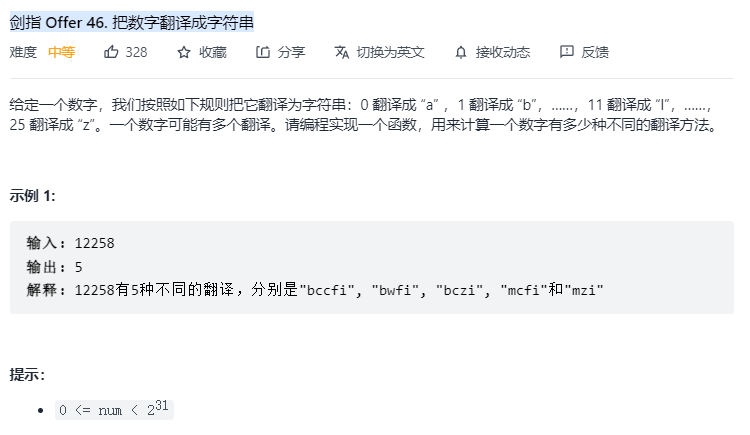 剑指 Offer 46. 把数字翻译成字符串
难度 中等 328 收藏 分享 切换为英文 接收动态 反馈
给定一个数字，我们按照如下规则把它翻译为字符串：0 翻译成 “a” ，1 翻译成 “b”，……，11 翻译成 “l”，……，
25 翻译成 “z”。一个数字可能有多个翻译。请编程实现一个函数，用来计算一个数字有多少种不同的翻译方法。
示例 1:
输入: 12258
输出: 5
解释: 12258有5种不同的翻译，分别是"bccfi", "bwfi", "bczi", "mcfi"和"mzi"
提示：
• 0 <= num < 2³¹